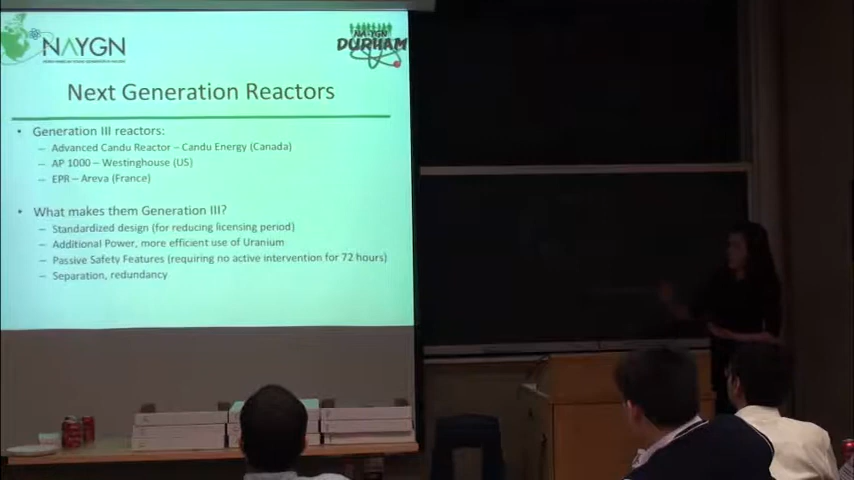 NAYGN
NA-YGN
DURHAM
Next Generation Reactors
• Generation III reactors:
– Advanced Candu Reactor – Candu Energy (Canada)
– AP 1000 – Westinghouse (US)
– EPR – Areva (France)
• What makes them Generation III?
– Standardized design (for reducing licensing period)
– Additional Power, more efficient use of Uranium
– Passive Safety Features (requiring no active intervention for 72 hours)
– Separation, redundancy